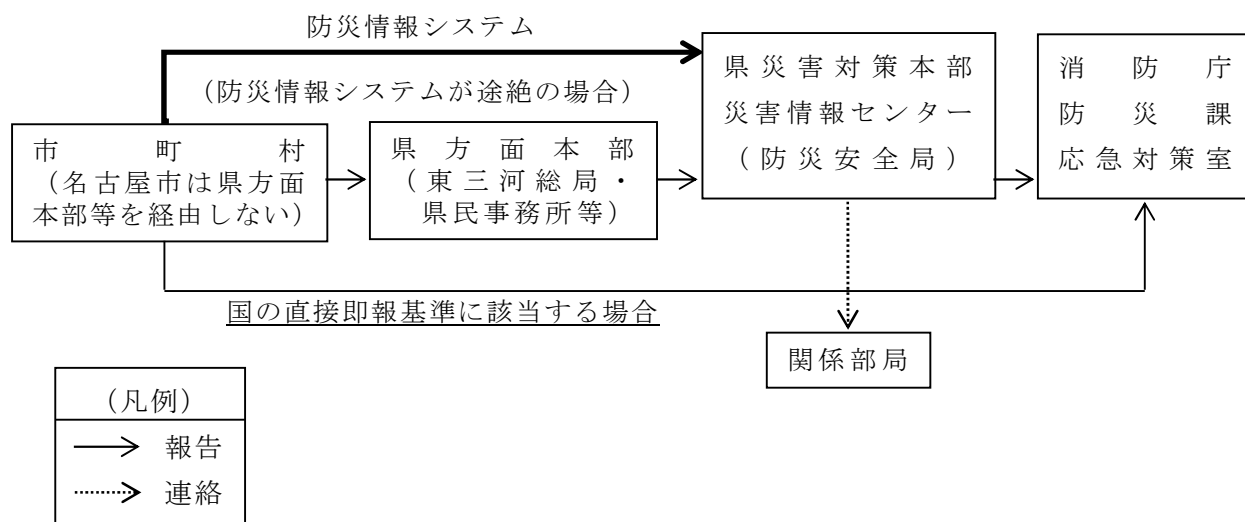 防災情報システム
（防災情報システムが途絶の場合）
市町村
（名古屋市は県方面
本部等を経由しない）
県方面本部
（東三河総局・
県民事務所等）
県災害対策本部
災害情報センター
（防災安全局）
消防庁
防災課
応急対策室
国の直接即報基準に該当する場合
関係部局
（凡例）
報告
連絡